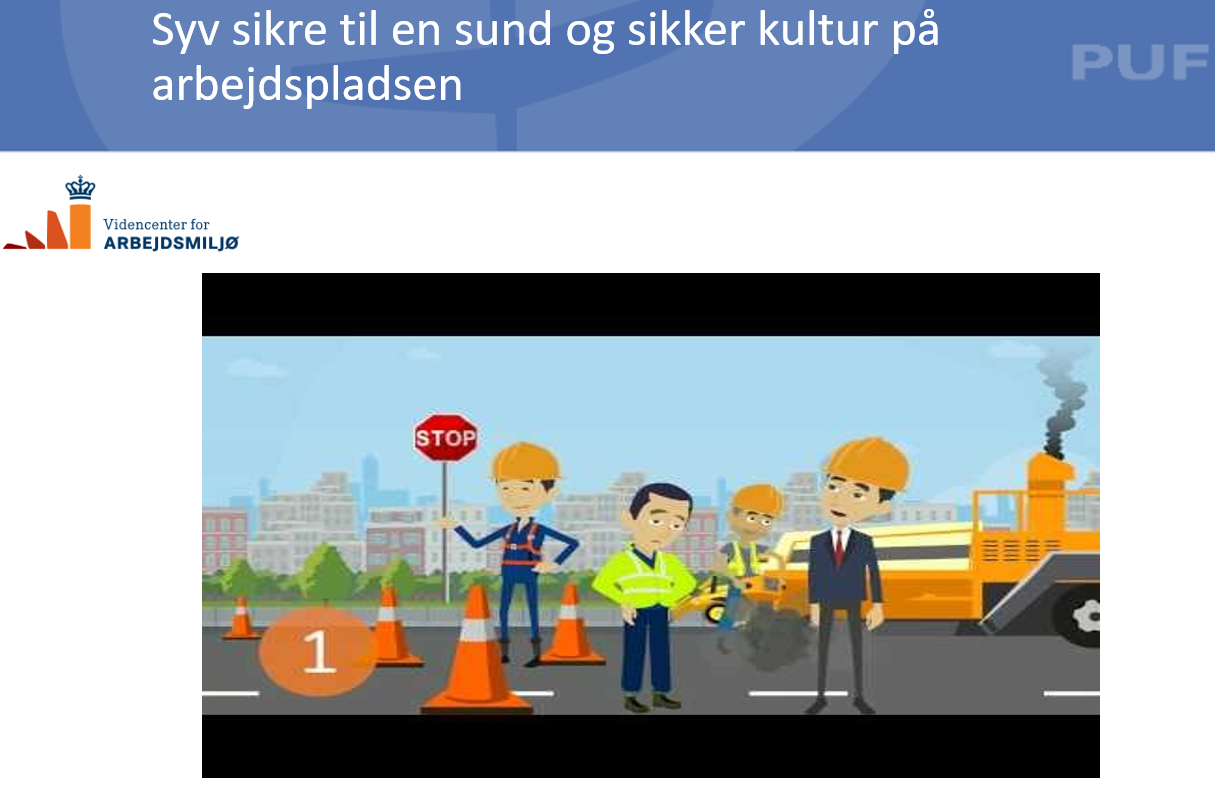 Syv sikre til en sund og sikker kultur på
arbejdspladsen
PUF
Videncenter for
ARBEJDSMILJØ
STOP
1